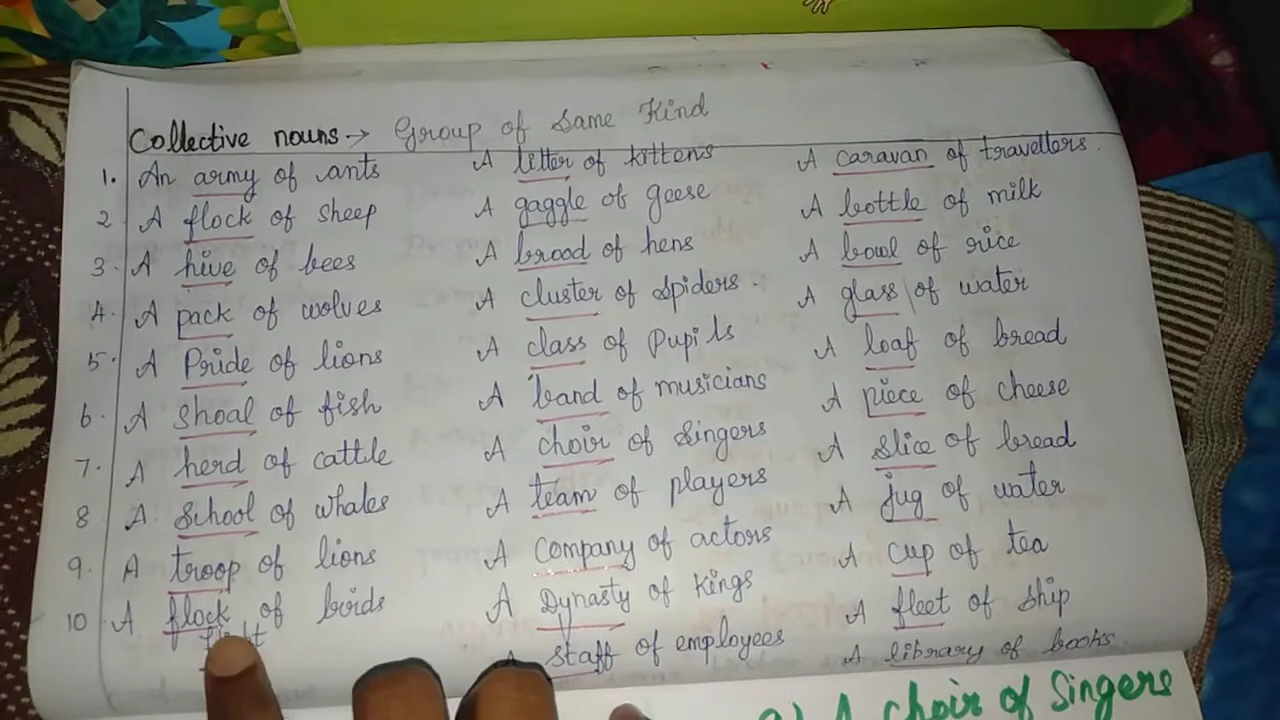 Collective nouns → Group of Same Kind
1. An army of ants A litter of kittens A caravan of travellers.
2 A flock of Sheep A gaggle of geese A bottle of milk
3. A hive of bees A brood of hens A bowl of rice
4. A pack of wolves A cluster of spiders. A glass of water
5. A Pride of lions A class of Pupils A loaf of bread
6. A Shoal of fish A band of musicians A piece of cheese
7. A herd of cattle A choir of Singers A slice of bread
8 A School of whales A team of players A jug of water
9. A troop of lions A Company of actors A cup of tea
10 A flock of birds A Dynasty of Kings A fleet of ship
A staff of employees A library of books.
A choir of Singers